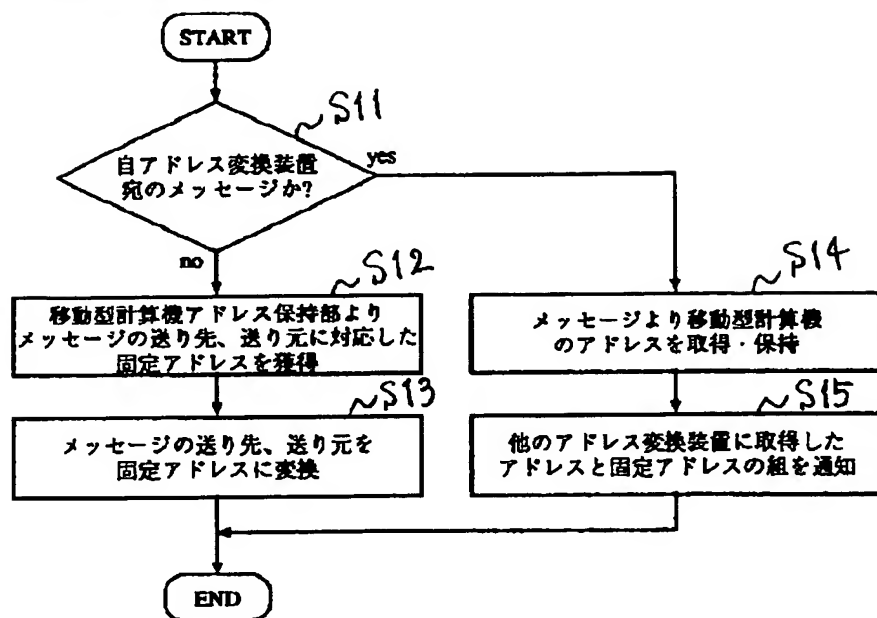 START
S11
自アドレス変換装置
宛のメッセージか?
yes
no
S12
移動型計算機アドレス保持部より
メッセージの送り先、送り元に対応した
固定アドレスを獲得
S13
メッセージの送り先、送り元を
固定アドレスに変換
S14
メッセージより移動型計算機
のアドレスを取得・保持
S15
他のアドレス変換装置に取得した
アドレスと固定アドレスの組を通知
END